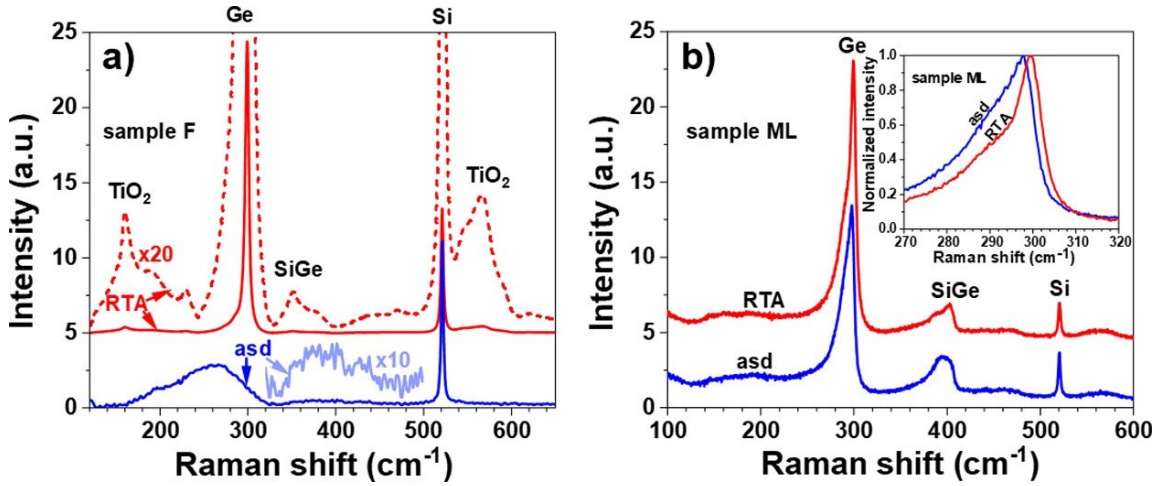 Ge
Si
a)
sample F
TiO2
x20
RTA
SiGe
TiO2
asd
x10
Intensity (a.u.)
25
20
15
10
5
5
0
200 300 400 500 600
Raman shift (cm-1)
b)
Ge
sample ML
RTA
SiGe
Si
asd
Intensity (a.u.)
25
20
15
10
5
5
0
100 200 300 400 500 600
Raman shift (cm-1)
sample ML
asd
RTA
Normalized intensity
1.0
0.8
0.6
0.4
0.2
0.0
270 280 290 300 310 320
Raman shift (cm-1)